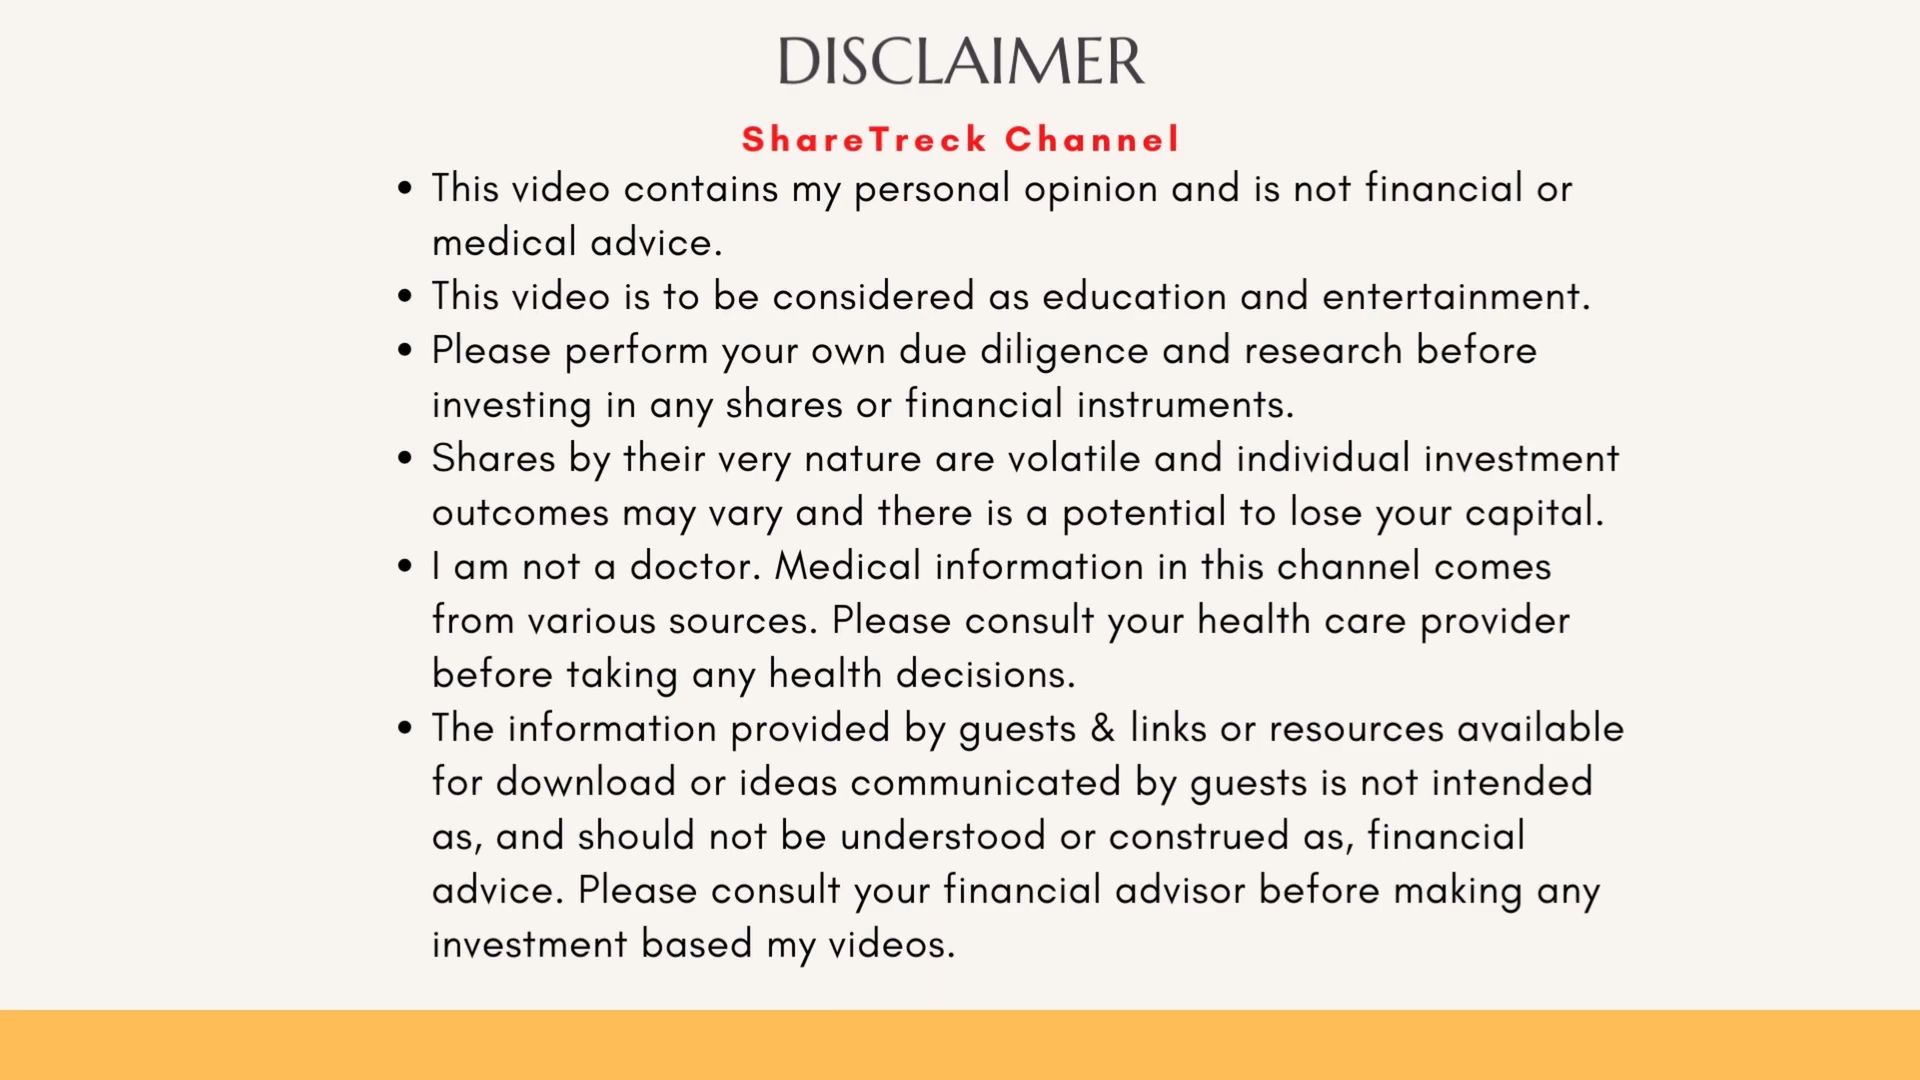 DISCLAIMER
ShareTreck Channel
• This video contains my personal opinion and is not financial or
medical advice.
• This video is to be considered as education and entertainment.
• Please perform your own due diligence and research before
investing in any shares or financial instruments.
• Shares by their very nature are volatile and individual investment
outcomes may vary and there is a potential to lose your capital.
• I am not a doctor. Medical information in this channel comes
from various sources. Please consult your health care provider
before taking any health decisions.
• The information provided by guests & links or resources available
for download or ideas communicated by guests is not intended
as, and should not be understood or construed as, financial
advice. Please consult your financial advisor before making any
investment based my videos.